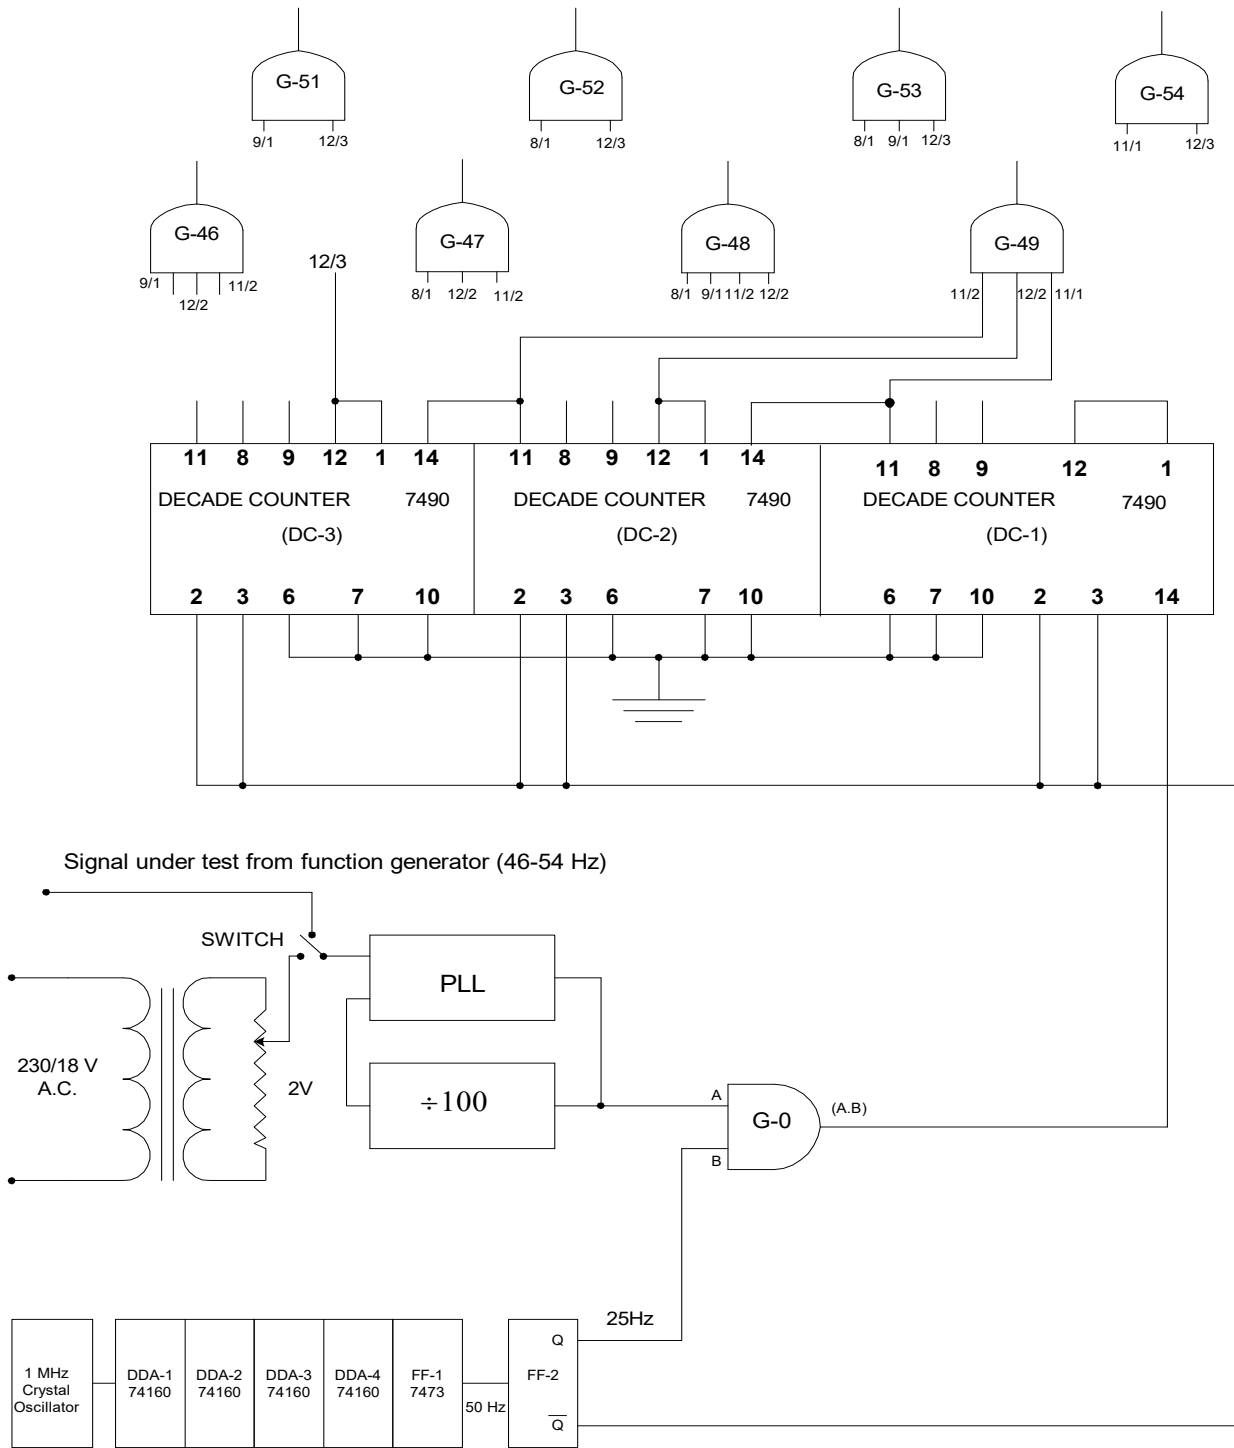 G-51
G-52
G-53
G-54
9/1 12/3
8/1 12/3
8/1 9/1 12/3
11/1 12/3
G-46
G-47
G-48
G-49
9/1 12/2 11/2
12/3
8/1 12/2 11/2
8/1 9/1 11/2 12/2
11/2 12/2 11/1
11 8 9 12 1 14
11 8 9 12 1 14
11 8 9 12 1
DECADE COUNTER 7490
(DC-3)
DECADE COUNTER 7490
(DC-2)
DECADE COUNTER 7490
(DC-1)
2 3 6 7 10
2 3 6 7 10
6 7 10 2 3 14
Signal under test from function generator (46-54 Hz)
SWITCH
PLL
230/18 V
A.C.
2V
÷100
A
B
G-0
(A.B)
25Hz
1 MHz
Crystal
Oscillator
DDA-1
74160
DDA-2
74160
DDA-3
74160
DDA-4
74160
FF-1
7473
50 Hz
Q
FF-2
Q̅